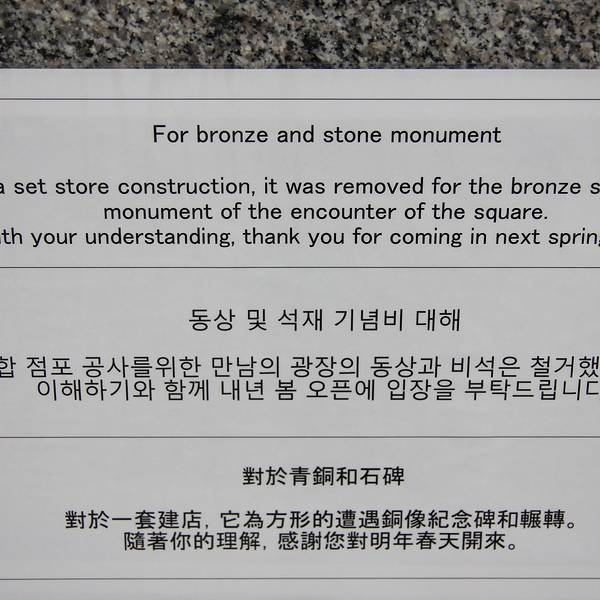 For bronze and stone monument
a set store construction, it was removed for the bronze s
monument of the encounter of the square.
th your understanding, thank you for coming in next spring
동상 및 석재 기념비 대해
합 점포 공사를위한 만남의 광장의 동상과 비석은 철거했
이해하기와 함께 내년 봄 오픈에 입장을 부탁드립니다
對於青銅和石碑
對於一套建店, 它為方形的遭遇銅像紀念碑和輾轉。
隨著你的理解, 感謝您對明年春天開來。